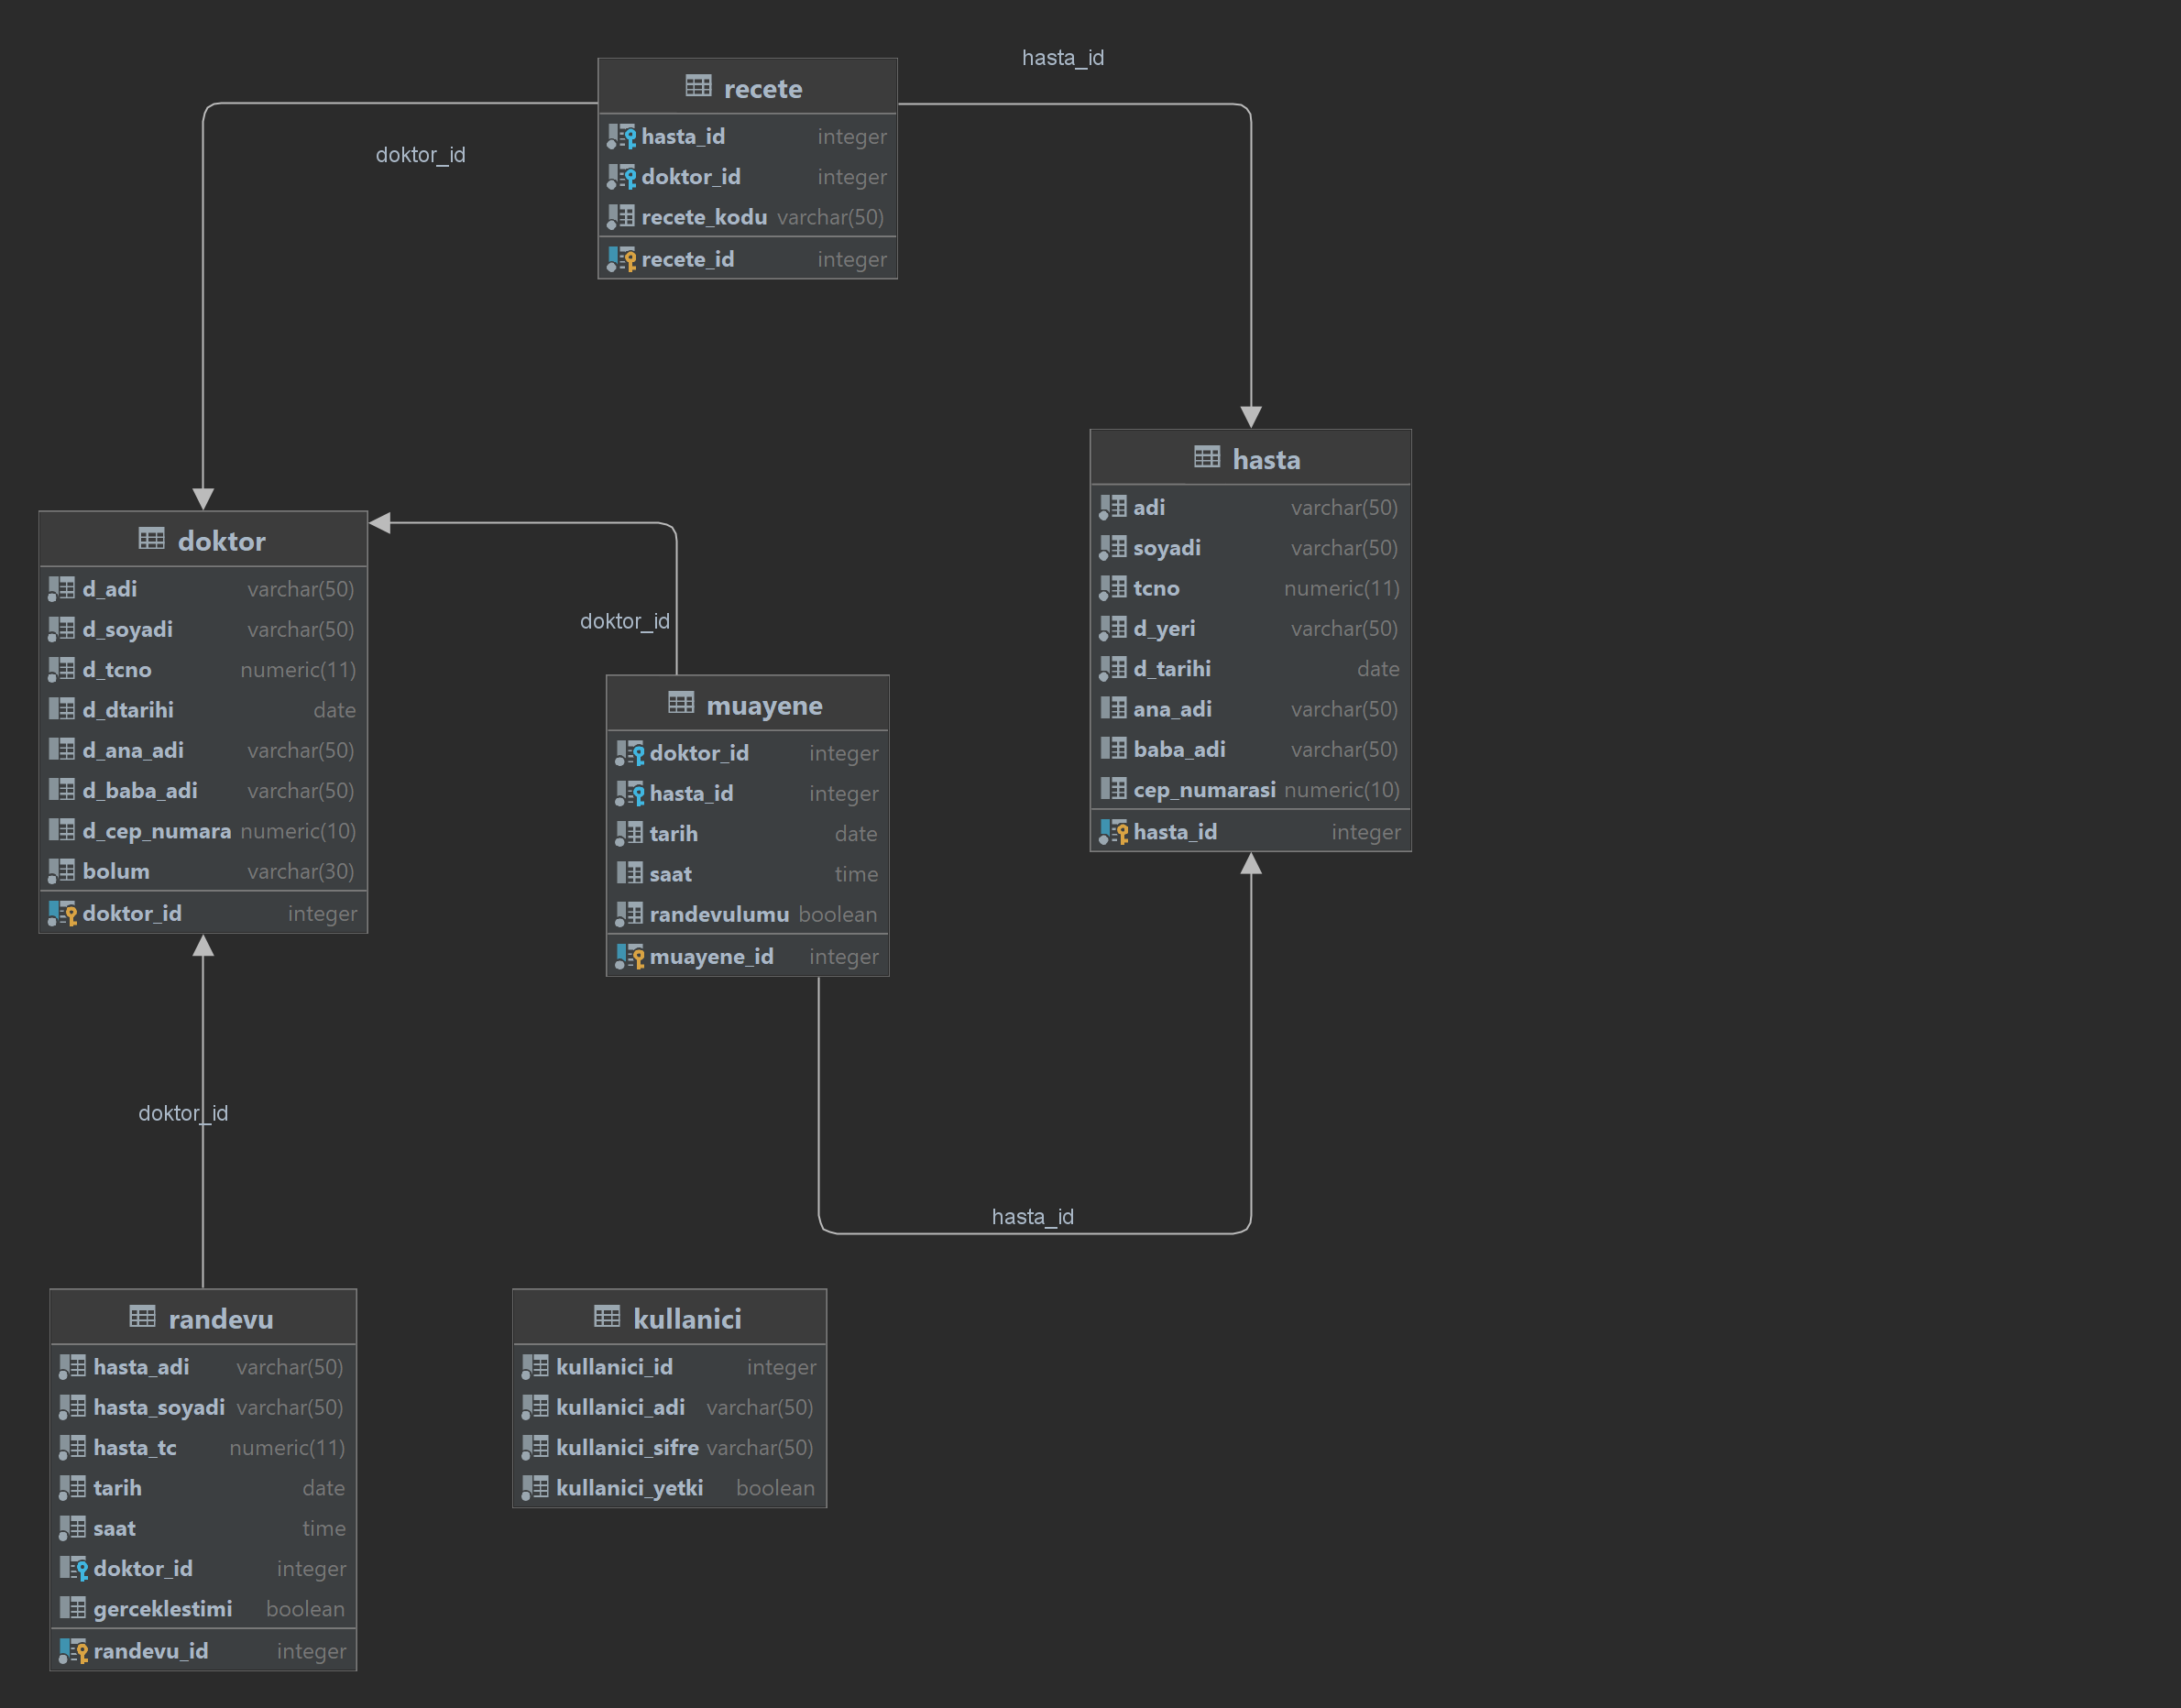 hasta_id
recete
hasta_id integer
doktor_id integer
recete_kodu varchar(50)
recete_id integer
doktor_id
hasta
adi varchar(50)
soyadi varchar(50)
tcno numeric(11)
d_yeri varchar(50)
d_tarihi date
ana_adi varchar(50)
baba_adi varchar(50)
cep_numarasi numeric(10)
hasta_id integer
doktor
d_adi varchar(50)
d_soyadi varchar(50)
d_tcno numeric(11)
d_dtarihi date
d_ana_adi varchar(50)
d_baba_adi varchar(50)
d_cep_numara numeric(10)
bolum varchar(30)
doktor_id integer
doktor_id
muayene
doktor_id integer
hasta_id integer
tarih date
saat time
randevulumu boolean
muayene_id integer
doktor_id
hasta_id
randevu
hasta_adi varchar(50)
hasta_soyadi varchar(50)
hasta_tc numeric(11)
tarih date
saat time
doktor_id integer
gerceklestimi boolean
randevu_id integer
kullanici
kullanici_id integer
kullanici_adi varchar(50)
kullanici_sifre varchar(50)
kullanici_yetki boolean